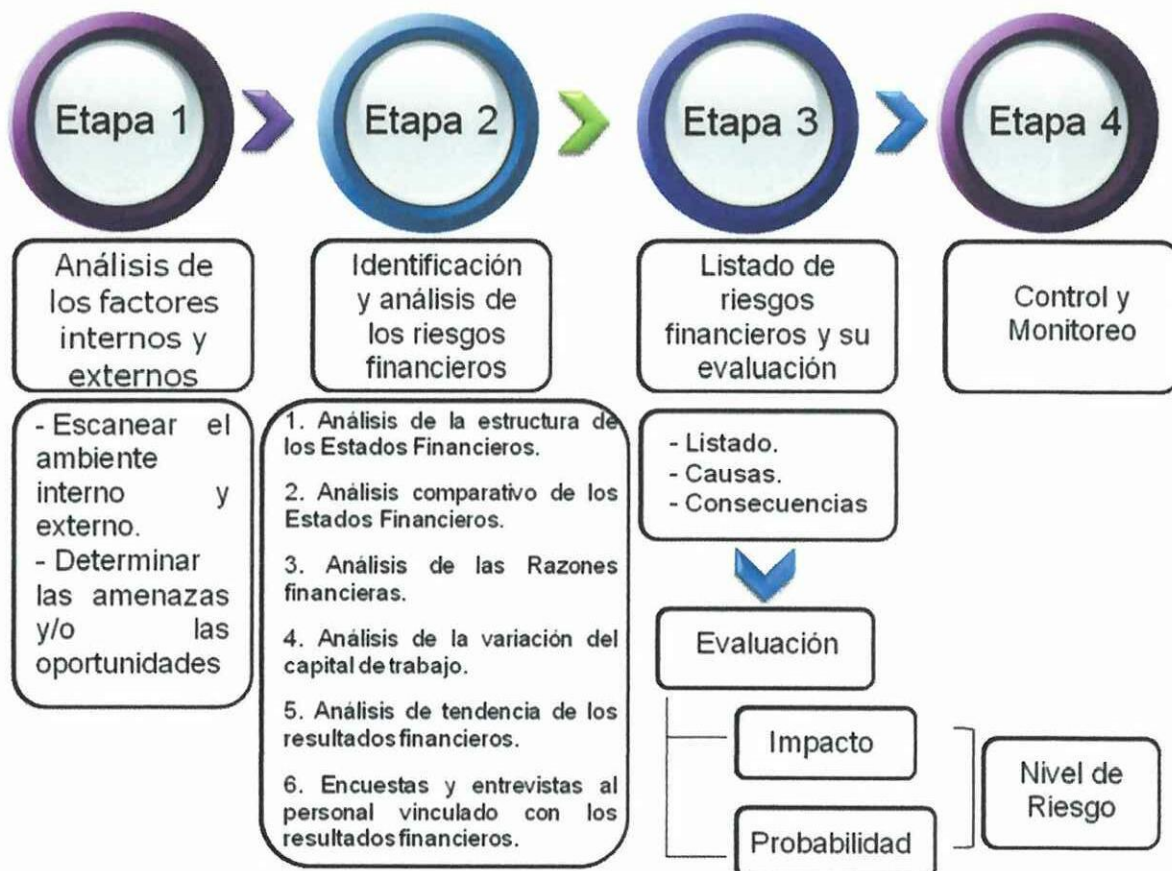 Etapa 1
Etapa 2
Etapa 3
Etapa 4
Análisis de
los factores
internos y
externos
Identificación
y análisis de
los riesgos
financieros
Listado de
riesgos
financieros y su
evaluación
Control y
Monitoreo
- Escanear el
ambiente
interno y
externo.
- Determinar
las amenazas
y/o las
oportunidades
1. Análisis de la estructura de
los Estados Financieros.
2. Análisis comparativo de los
Estados Financieros.
3. Análisis de las Razones
financieras.
4. Análisis de la variación del
capital de trabajo.
5. Análisis de tendencia de los
resultados financieros.
6. Encuestas y entrevistas al
personal vinculado con los
resultados financieros.
- Listado.
- Causas.
- Consecuencias
Evaluación
Impacto
Probabilidad
Nivel de
Riesgo